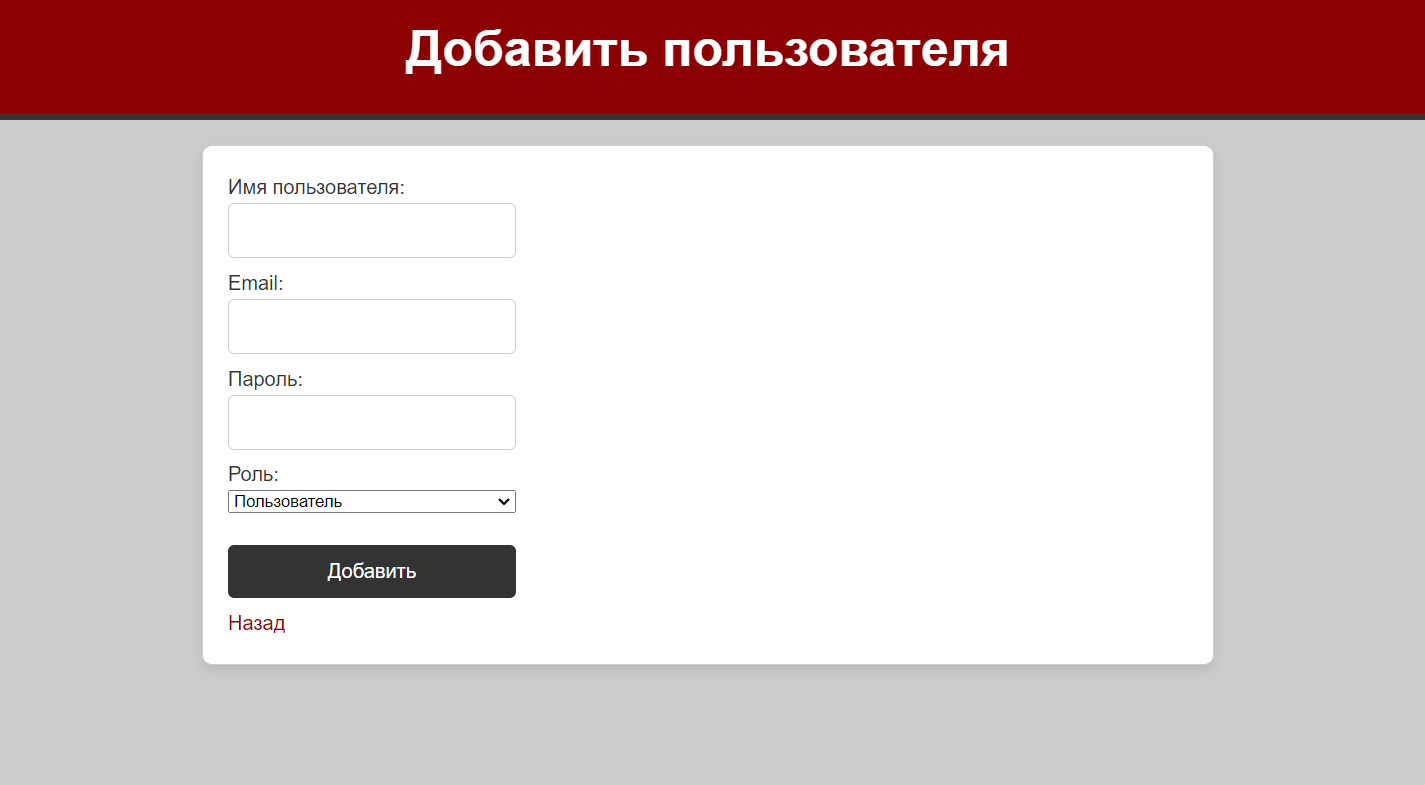 Добавить пользователя
Имя пользователя:
Email:
Пароль:
Роль:
Пользователь
Добавить
Назад